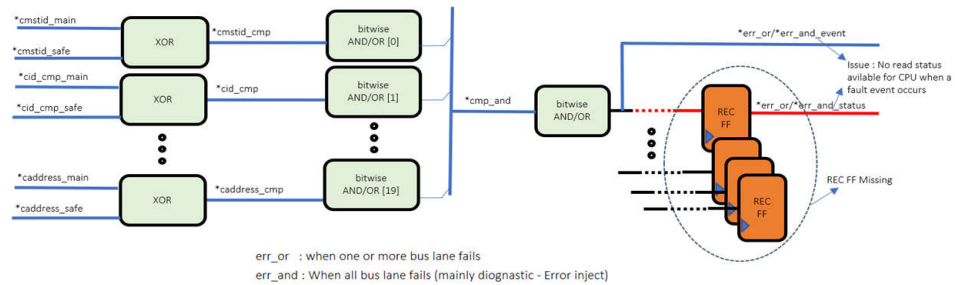 *cmstid_main
*cmstid_safe
XOR
*cmstid_cmp
bitwise
AND/OR [0]
*cid_cmp_main
*cid_cmp_safe
XOR
*cid_cmp
bitwise
AND/OR [1]
*caddress_main
*caddress_safe
XOR
*caddress_cmp
bitwise
AND/OR [19]
*cmp_and
bitwise
AND/OR
*err_or/*err_and_event
Issue : No read status
avilable for CPU when a
fault event occurs
*err_or/*err_and_status
REC
FF
REC
FF
REC FF Missing
err_or : when one or more bus lane fails
err_and : When all bus lane fails (mainly diognastic - Error inject)